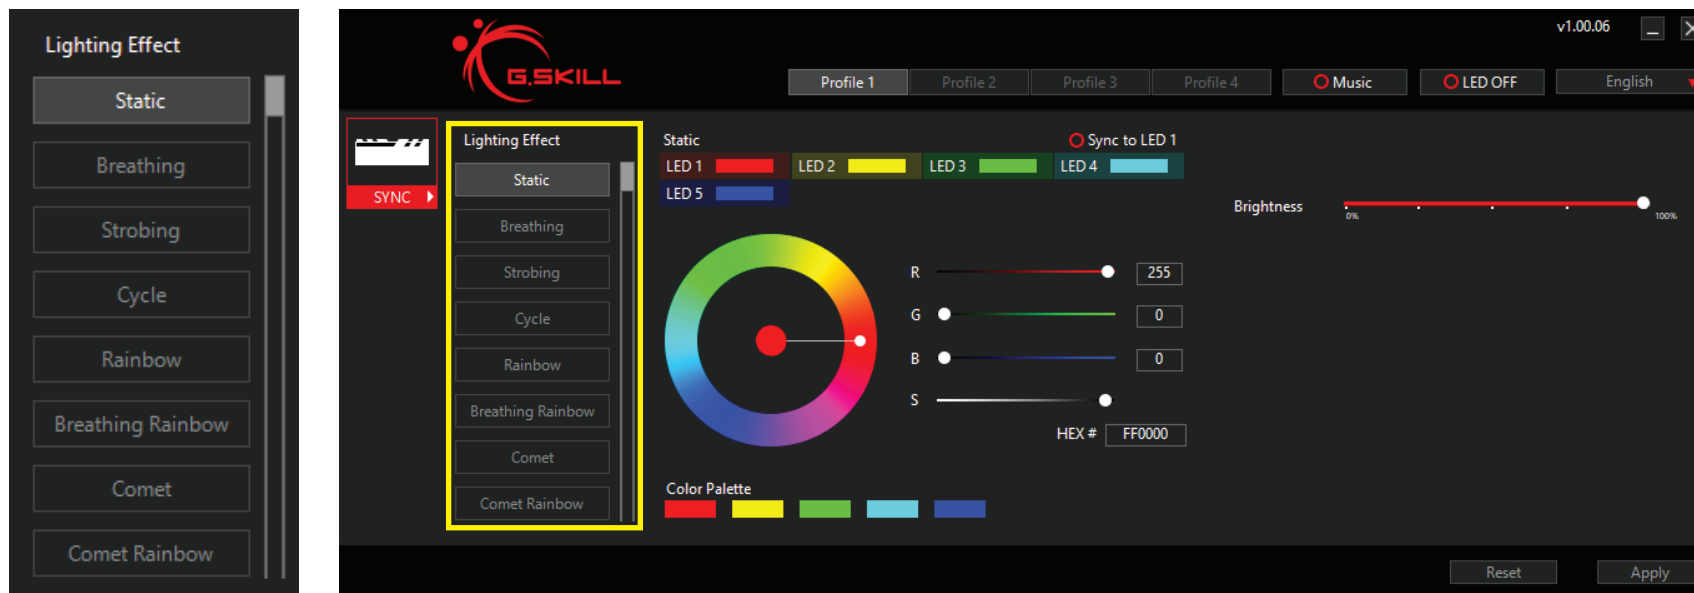 Lighting Effect
Static
Breathing
Strobing
Cycle
Rainbow
Breathing Rainbow
Comet
Comet Rainbow
G.SKILL
v1.00.06
Profile 1 Profile 2 Profile 3 Profile 4 Music LED OFF English
SYNC
Lighting Effect
Static
Breathing
Strobing
Cycle
Rainbow
Breathing Rainbow
Comet
Comet Rainbow
Static Sync to LED 1
LED 1 LED 2 LED 3 LED 4
LED 5
R 255
G 0
B 0
S
HEX # FF0000
Color Palette
Brightness 0% 100%
Reset Apply